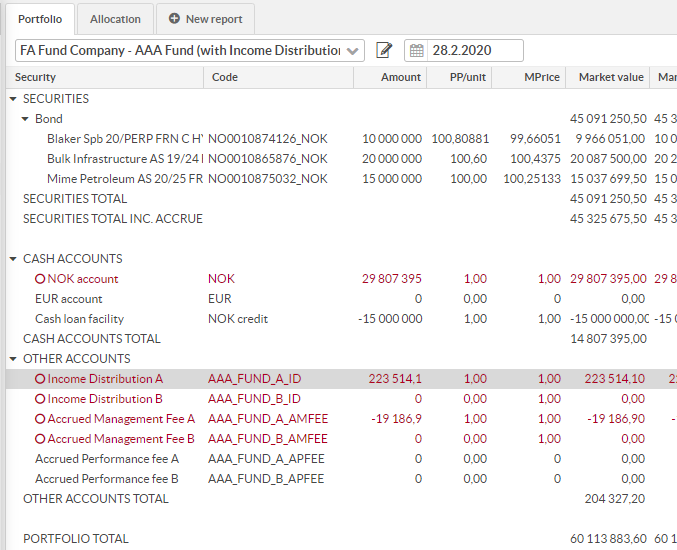 Portfolio Allocation New report
FA Fund Company - AAA Fund (with Income Distribution 28.2.2020
Security Code Amount PP/unit MPrice Market value Mar
SECURITIES
Bond 45 091 250,50 45 3
Blaker Spb 20/PERP FRN C H NO0010874126_NOK 10 000 000 100,80881 99,66051 9 966 051,00 10 0
Bulk Infrastructure AS 19/24 NO0010865876_NOK 20 000 000 100,60 100,4375 20 087 500,00 20 2
Mime Petroleum AS 20/25 FR NO0010875032_NOK 15 000 000 100,00 100,25133 15 037 699,50 15 0
SECURITIES TOTAL 45 091 250,50 45 3
SECURITIES TOTAL INC. ACCRUE 45 325 675,50 45 3
CASH ACCOUNTS
NOK account NOK 29 807 395 1,00 1,00 29 807 395,00 29 8
EUR account EUR 0 0,00 0 0,00
Cash loan facility NOK credit -15 000 000 1,00 1,00 -15 000 000,00 -15 0
CASH ACCOUNTS TOTAL 14 807 395,00
OTHER ACCOUNTS
Income Distribution A AAA_FUND_A_ID 223 514,1 1,00 1,00 223 514,10 2
Income Distribution B AAA_FUND_B_ID 0 0,00 1,00 0,00
Accrued Management Fee A AAA_FUND_A_AMFEE -19 186,9 1,00 1,00 -19 186,90 -
Accrued Management Fee B AAA_FUND_B_AMFEE 0 0,00 1,00 0,00
Accrued Performance fee A AAA_FUND_A_APFEE 0 0,00 0 0,00
Accrued Performance fee B AAA_FUND_B_APFEE 0 0,00 0 0,00
OTHER ACCOUNTS TOTAL 204 327,20
PORTFOLIO TOTAL 60 113 883,60 60 1